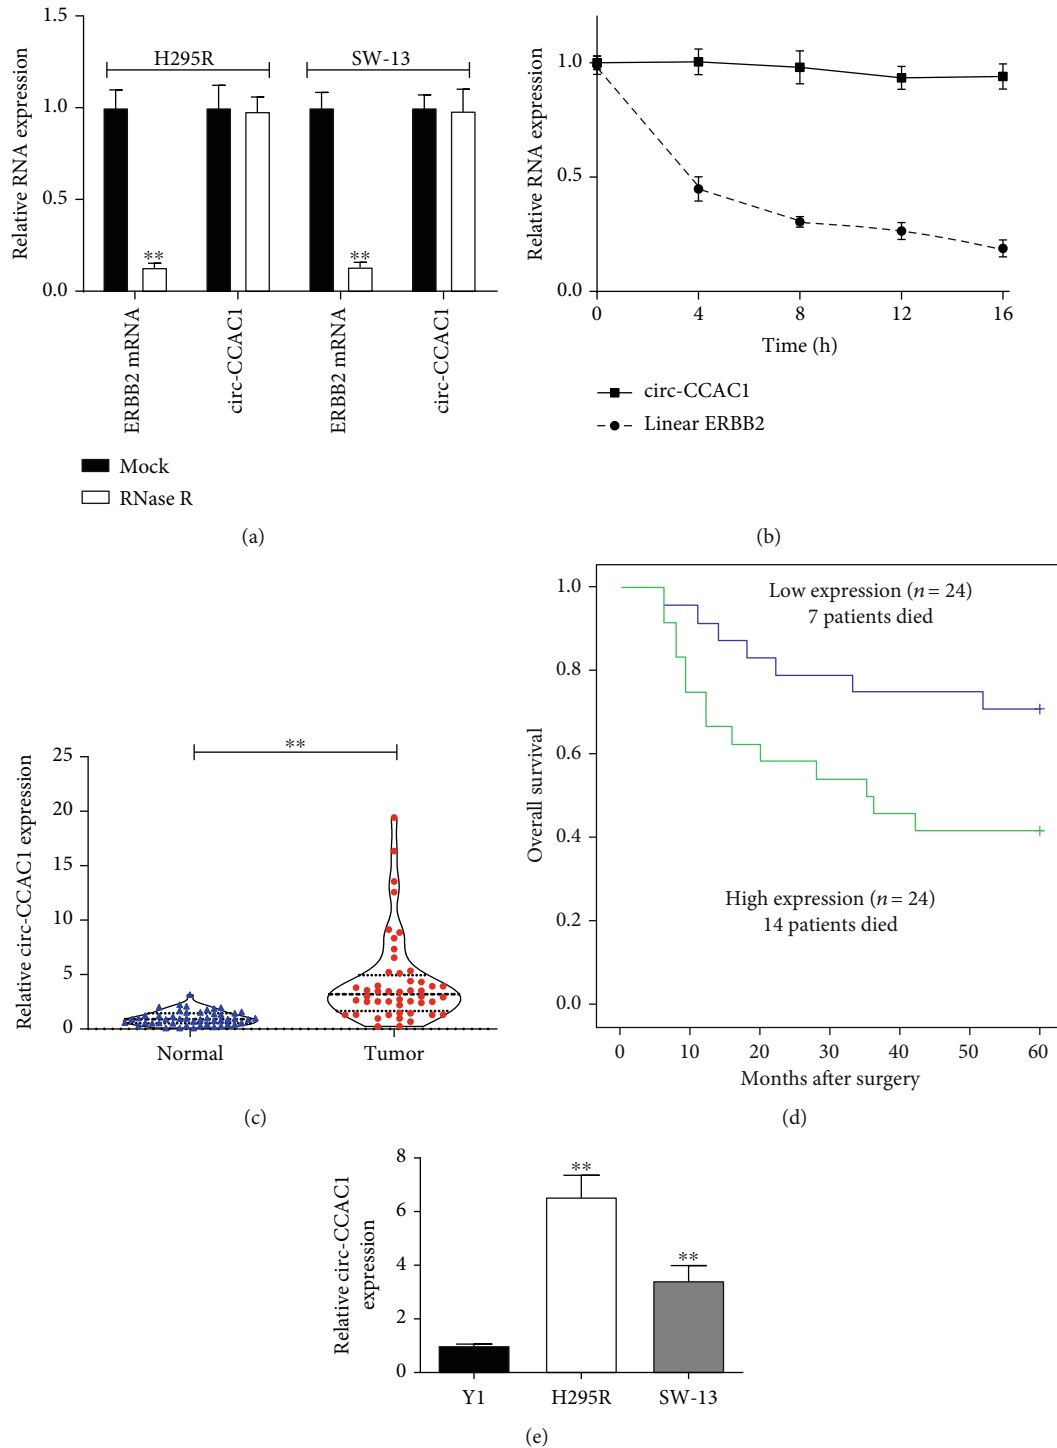 Relative RNA expression
1.5
1.0
0.5
0.0
H295R
SW-13
**
**
ERBB2 mRNA
circ-CCAC1
ERBB2 mRNA
circ-CCAC1
Mock
RNase R
(a)
Relative RNA expression
1.0
0.5
0.0
0
4
8
12
16
Time (h)
circ-CCAC1
Linear ERBB2
(b)
Relative circ-CCAC1 expression
25
20
15
10
5
0
**
Normal
Tumor
(c)
Overall survival
1.0
0.8
0.6
0.4
0.2
0.0
Low expression (n = 24)
7 patients died
High expression (n = 24)
14 patients died
0
10
20
30
40
50
60
Months after surgery
(d)
Relative circ-CCAC1
expression
8
6
4
2
0
**
**
Y1
H295R
SW-13
(e)